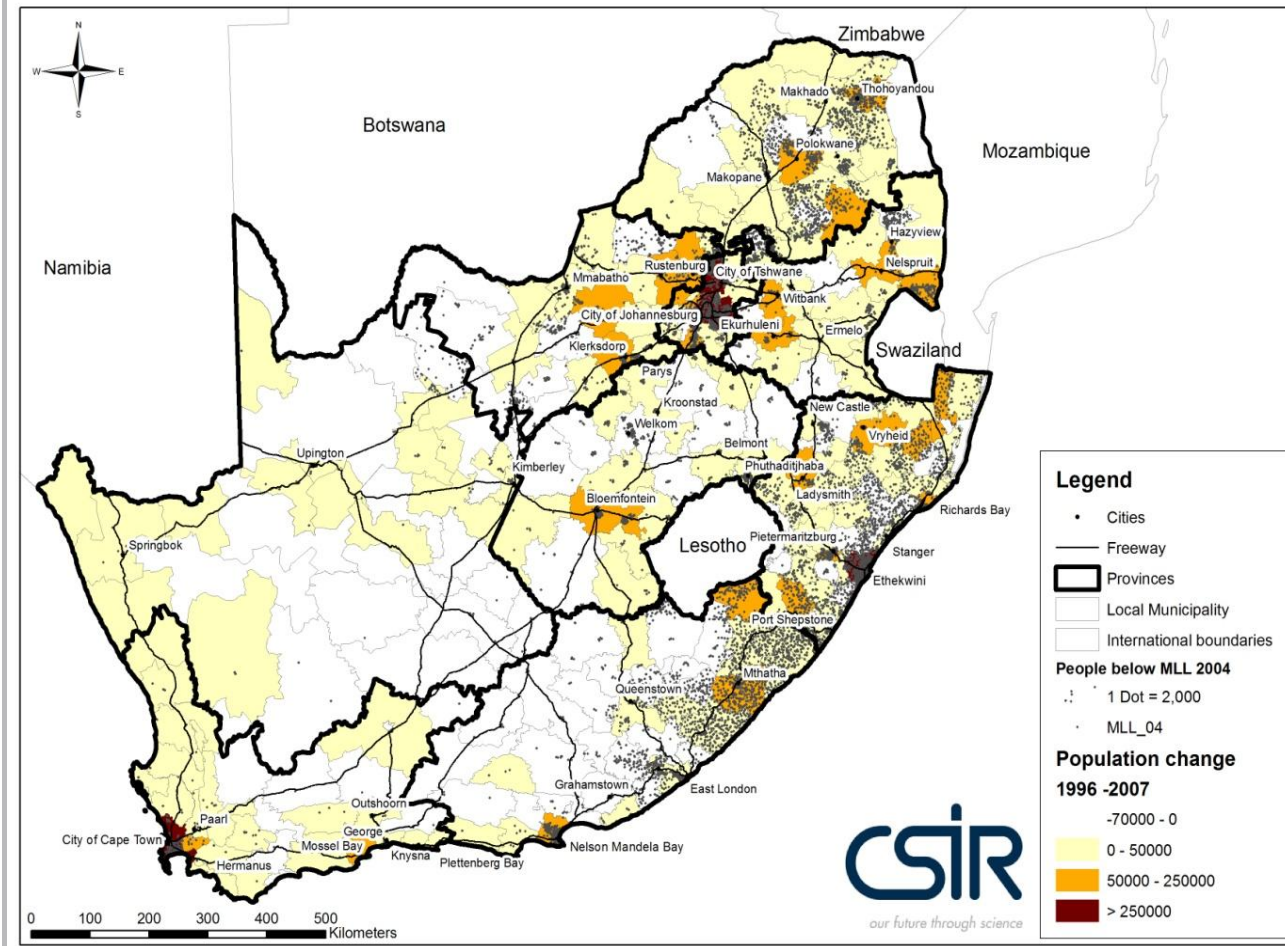 N
W
E
S
Zimbabwe
Botswana
Mozambique
Namibia
Makhado
Thohoyandou
Polokwane
Makopane
Hazyview
Nelspruit
Mmabatho
Rustenburg
City of Tshwane
Witbank
City of Johannesburg
Ekurhuleni
Ermelo
Klerksdorp
Swaziland
Parys
Kroonstad
New Castle
Welkom
Vryheid
Belmont
Upington
Kimberley
Phuthaditjhaba
Ladysmith
Bloemfontein
Richards Bay
Springbok
Lesotho
Pietermaritzburg
Stanger
Ethekwini
Port Shepstone
Mthatha
Queenstown
Grahamstown
East London
Outshoorn
Paarl
City of Cape Town
George
Mossel Bay
Nelson Mandela Bay
Hermanus
Knysna
Plettenberg Bay
Legend
Cities
Freeway
Provinces
Local Municipality
International boundaries
People below MLL 2004
1 Dot = 2,000
MLL_04
Population change
1996 -2007
-70000 - 0
0 - 50000
50000 - 250000
> 250000
CSIR
our future through science
0 100 200 300 400 500
Kilometers